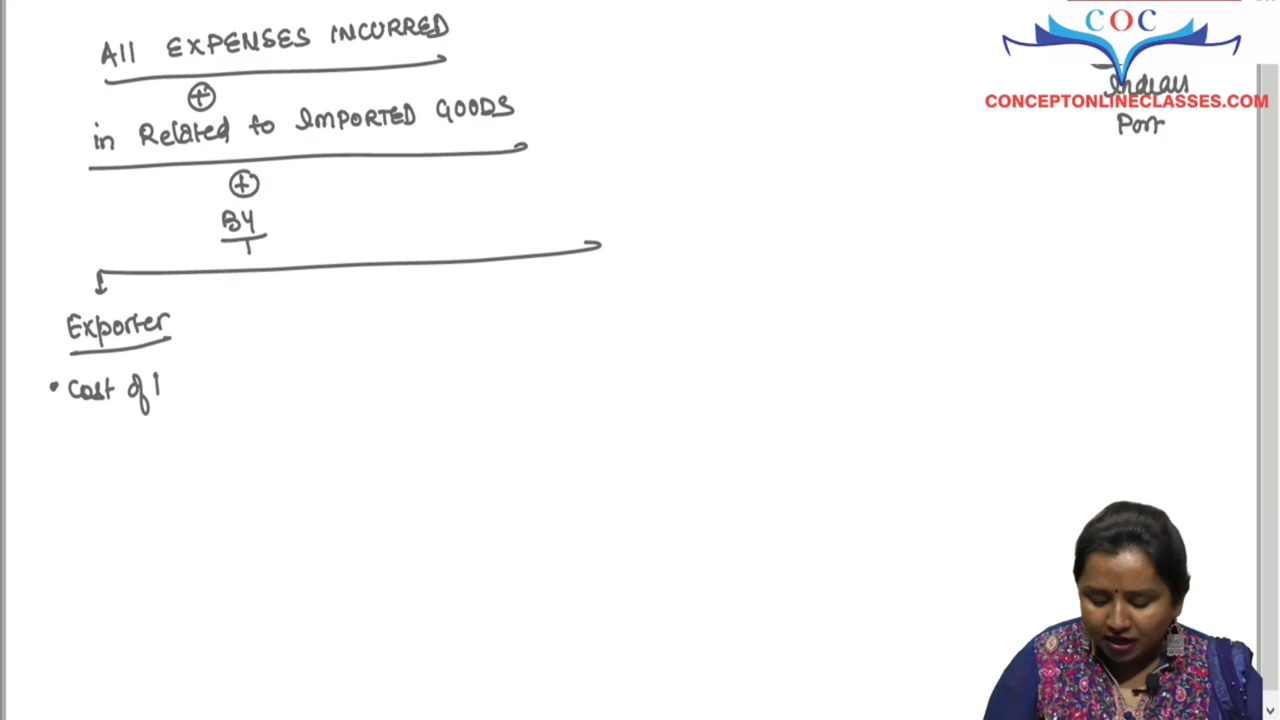 All EXPENSES INCURRED
+
in Related to IMPORTED GOODS
+
BY
Exporter
• Cost of
COC
Indian
CONCEPTONLINECLASSES.COM
Port